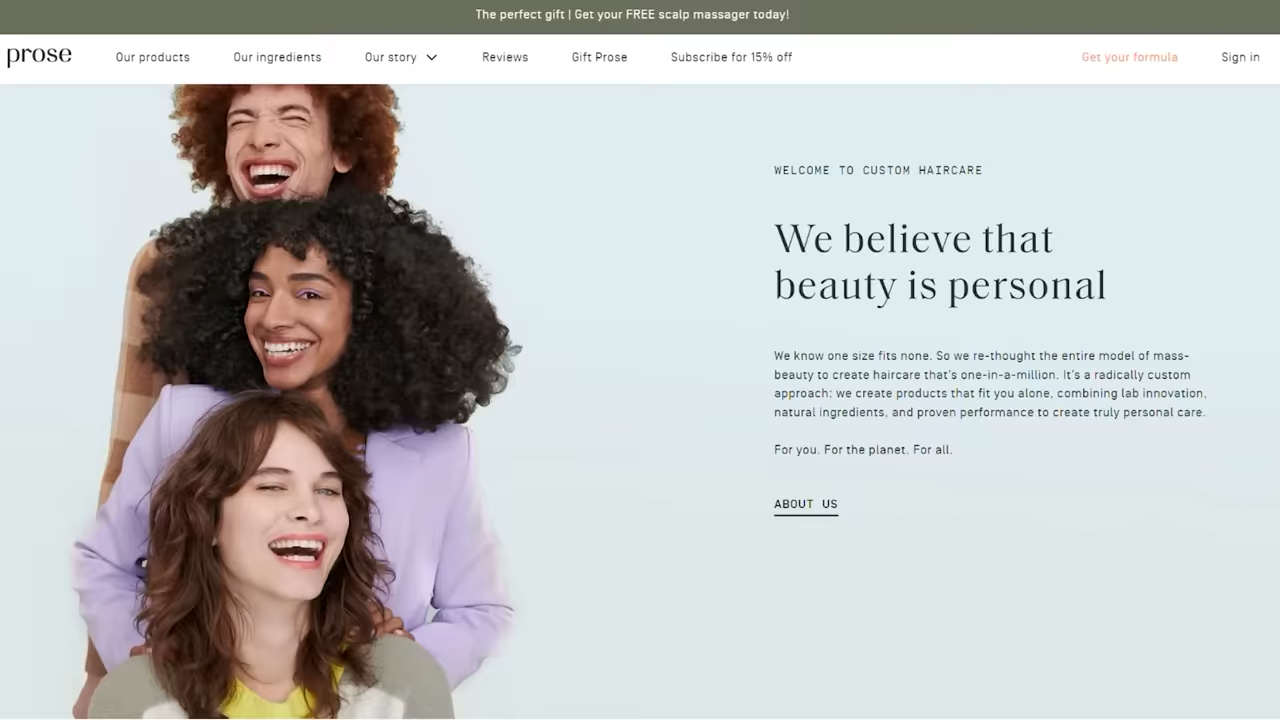 The perfect gift | Get your FREE scalp massager today!
prose
Our products
Our ingredients
Our story
Reviews
Gift Prose
Subscribe for 15% off
Get your formula
Sign in
WELCOME TO CUSTOM HAIRCARE
We believe that
beauty is personal
We know one size fits none. So we re-thought the entire model of mass-
beauty to create haircare that's one-in-a-million. It's a radically custom
approach: we create products that fit you alone, combining lab innovation,
natural ingredients, and proven performance to create truly personal care.
For you. For the planet. For all.
ABOUT US